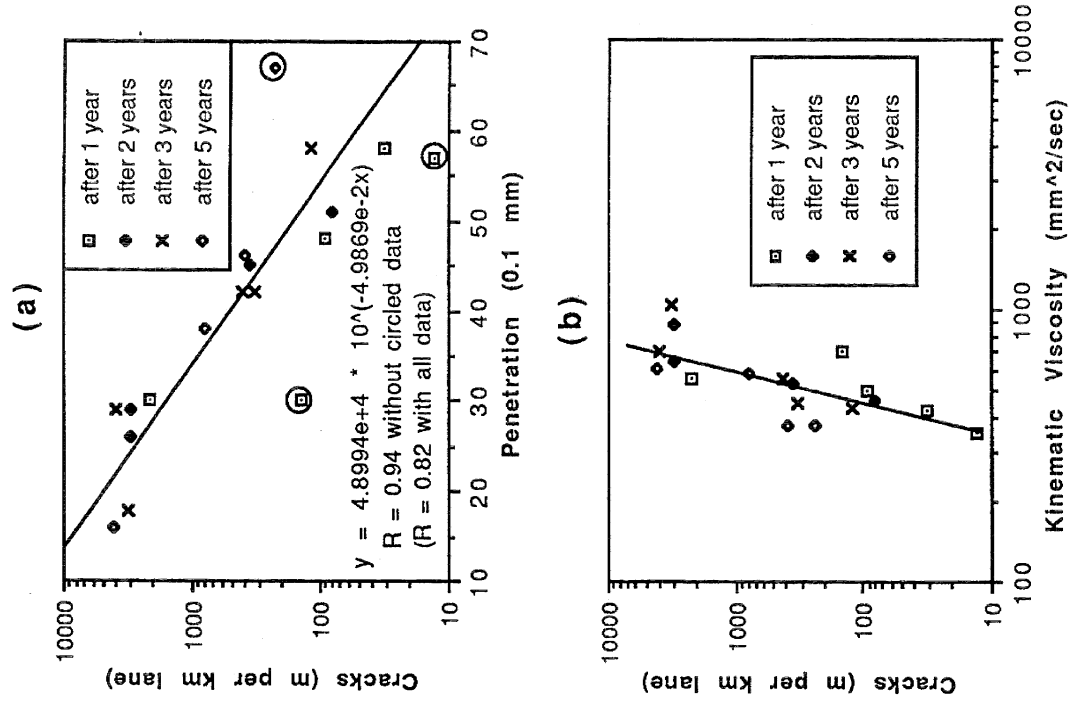 (a)
after 1 year
after 2 years
after 3 years
after 5 years
10000
100
10
Cracks (m per km lane)
y = 4.8994e+4 * 10^(-4.9869e-2x)
R = 0.94 without circled data
(R = 0.82 with all data)
10 20 30 40 50 60 70
Penetration (0.1 mm)
(b)
after 1 year
after 2 years
after 3 years
after 5 years
10000
1000
100
10
Cracks (m per km lane)
100 1000 10000
Kinematic Viscosity (mm^2/sec)